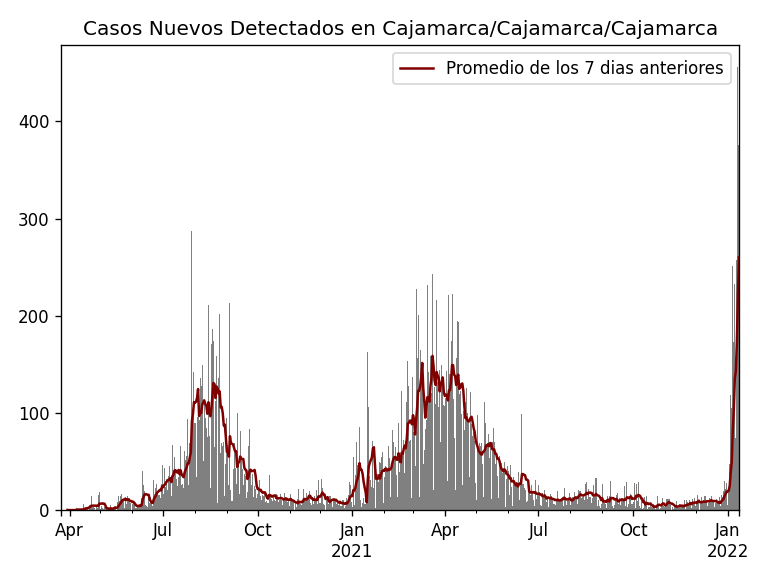 Casos Nuevos Detectados en Cajamarca/Cajamarca/Cajamarca
Promedio de los 7 dias anteriores
400
300
200
100
0
Apr Jul Oct Jan Apr Jul Oct Jan
2021 2022